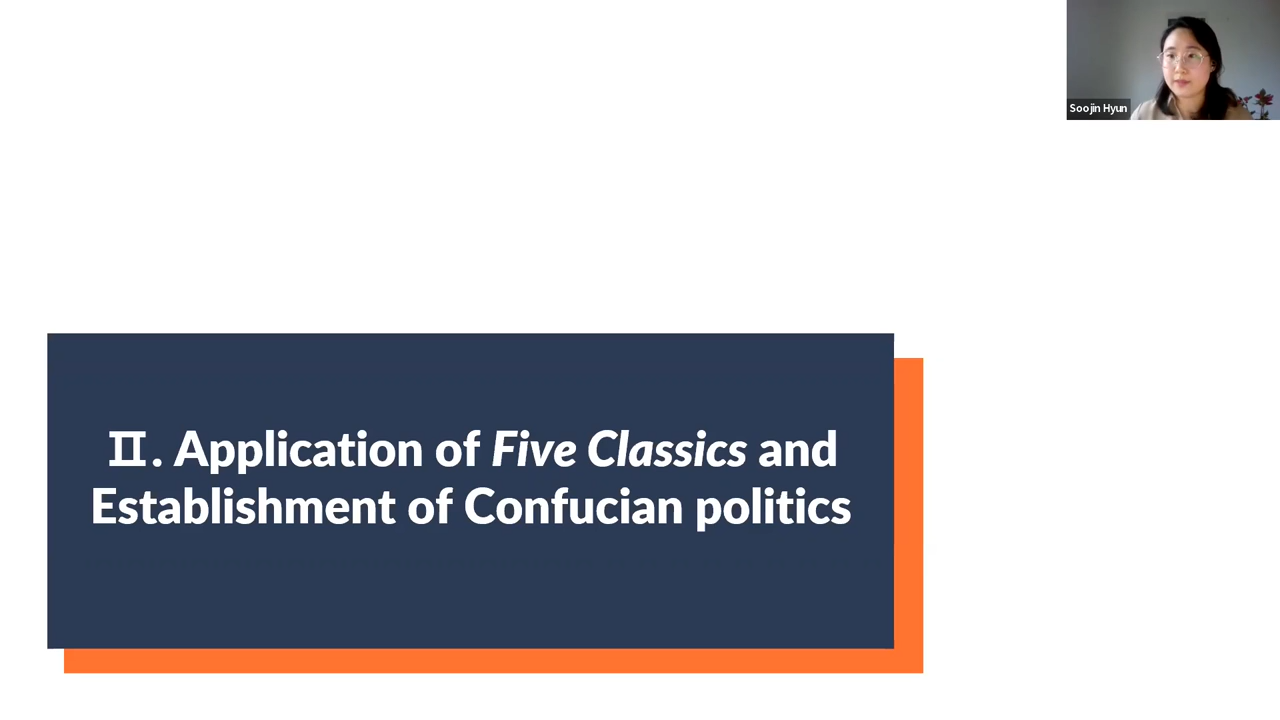 Soojin Hyun
Ⅱ. Application of Five Classics and
Establishment of Confucian politics